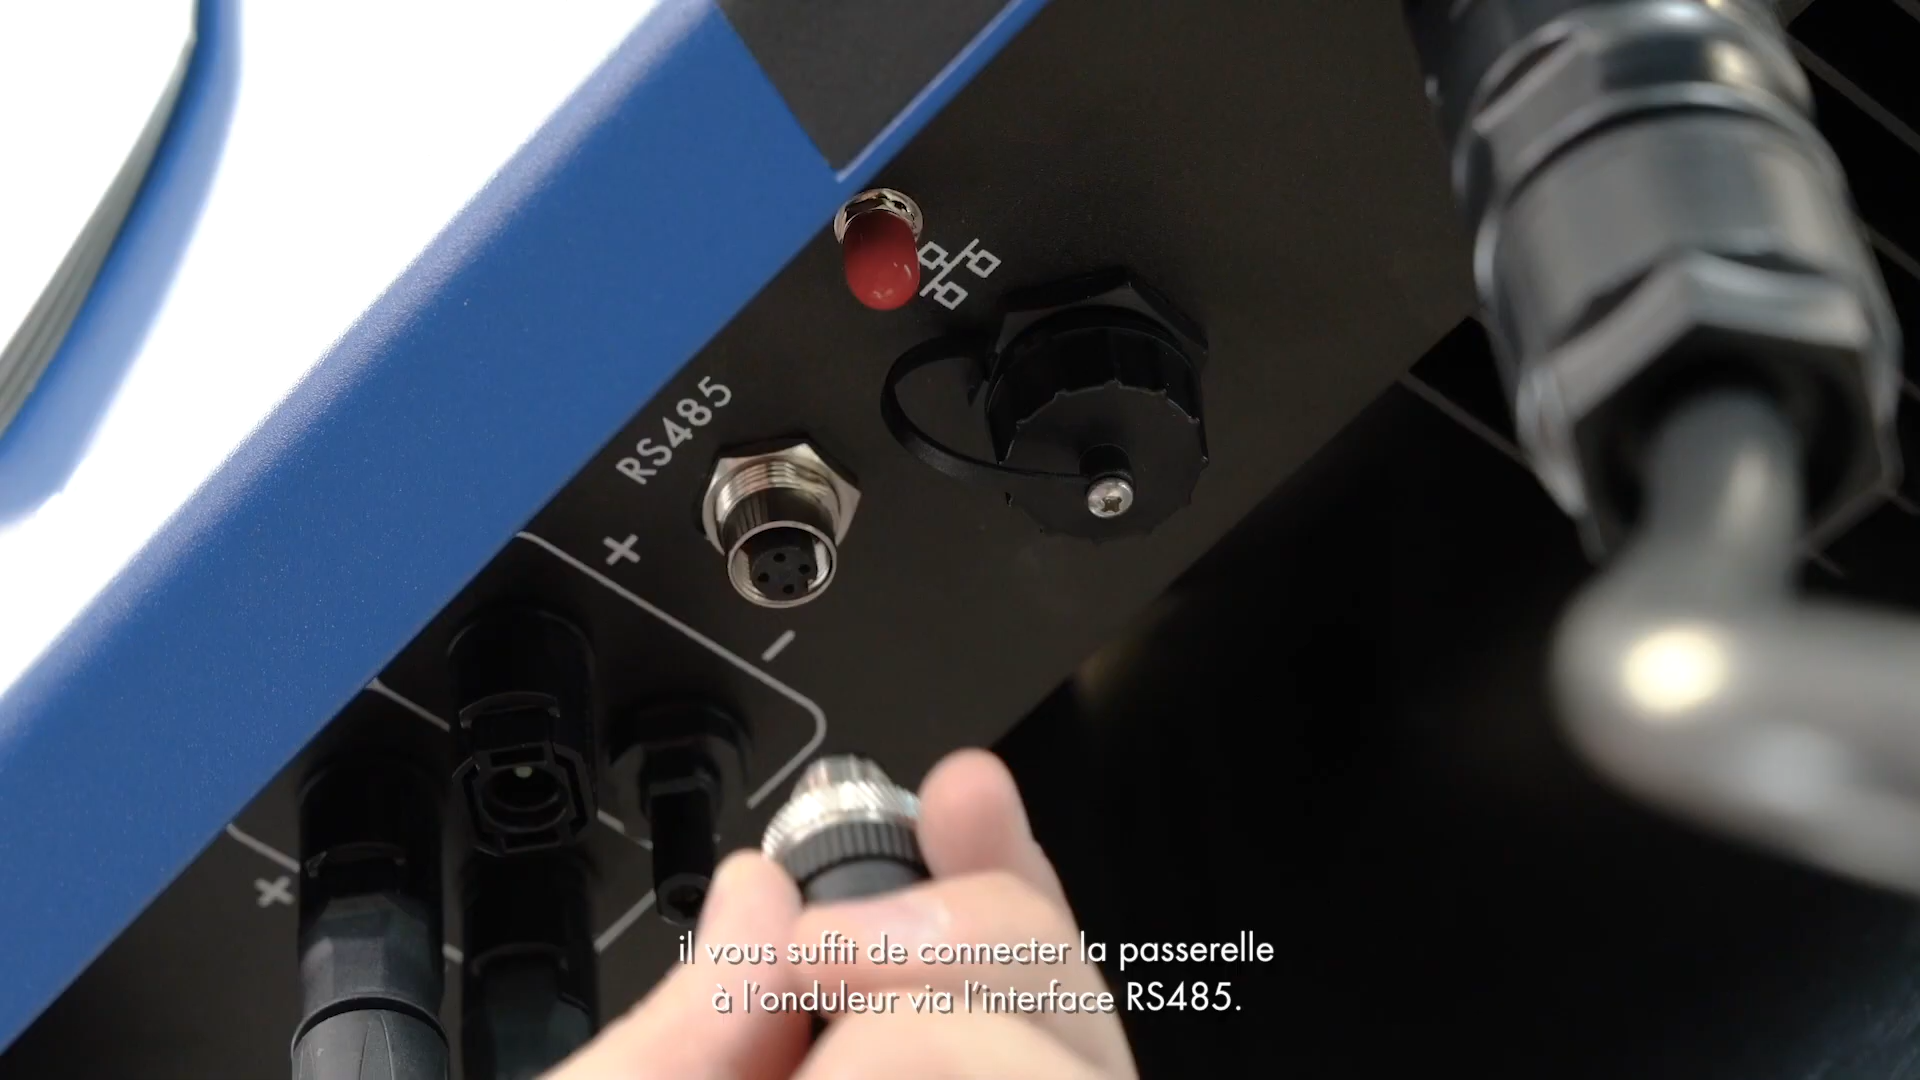 RS485
+
−
+
il vous suffit de connecter la passerelle
à l'onduleur via l'interface RS485.